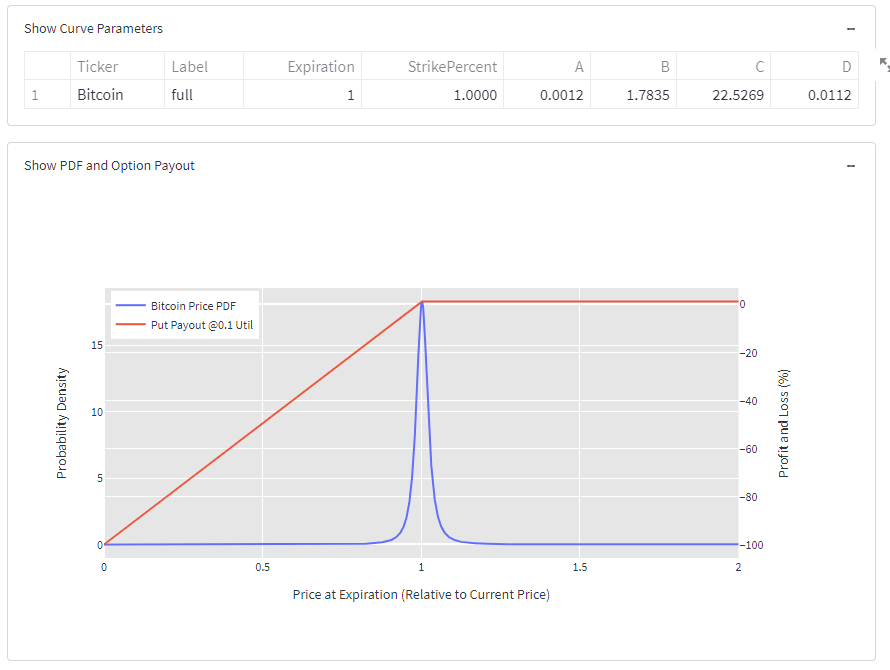 Show Curve Parameters
Ticker Label Expiration StrikePercent A B C D
1 Bitcoin full 1 1.0000 0.0012 1.7835 22.5269 0.0112
Show PDF and Option Payout
Bitcoin Price PDF
Put Payout @0.1 Util
Probability Density
15
10
5
0
0
−20
−40
−60
−80
−100
Profit and Loss (%)
0 0.5 1 1.5 2
Price at Expiration (Relative to Current Price)